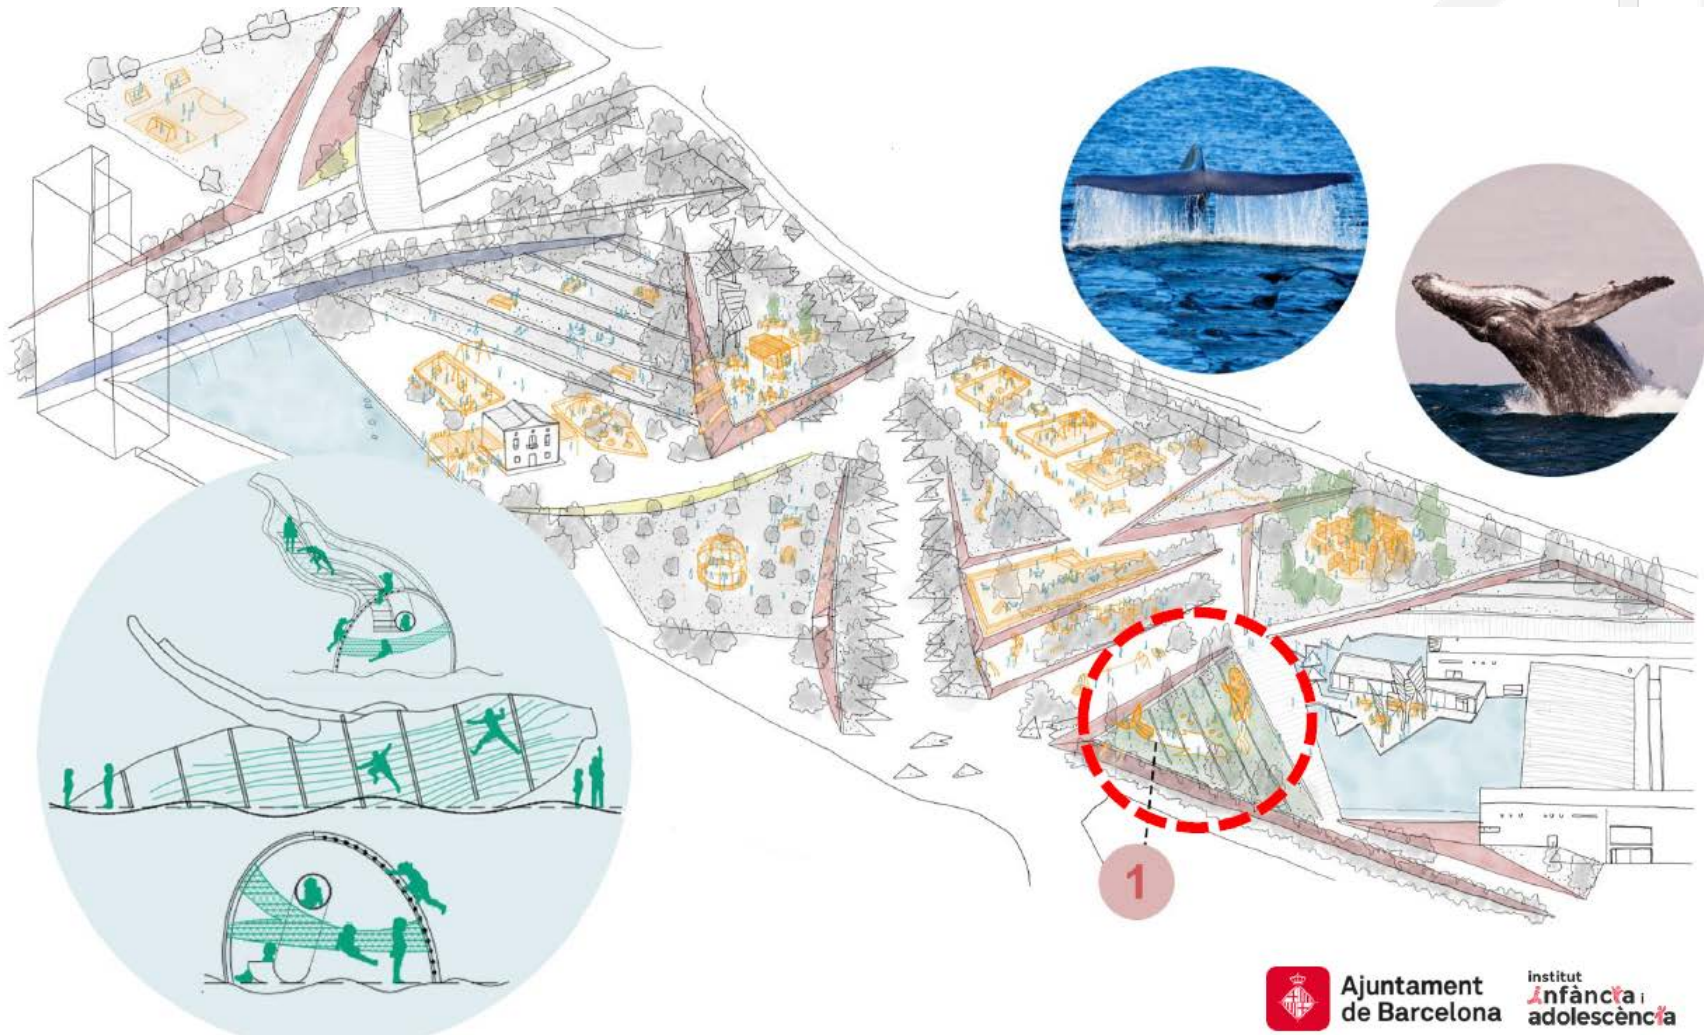 1
Ajuntament
de Barcelona
institut
infància i
adolescència